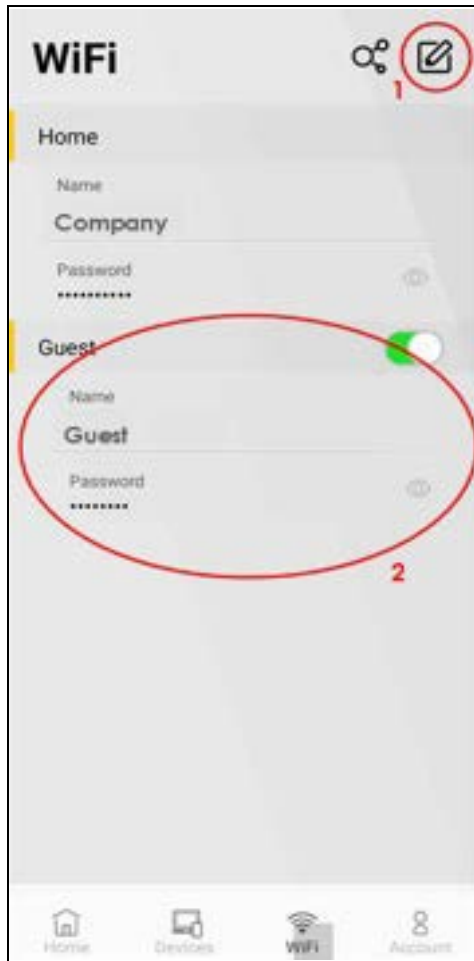 WiFi
1
Home
Name
Company
Password
••••••••••
Guest
Name
Guest
Password
••••••••
2
Home
Devices
WiFi
Account